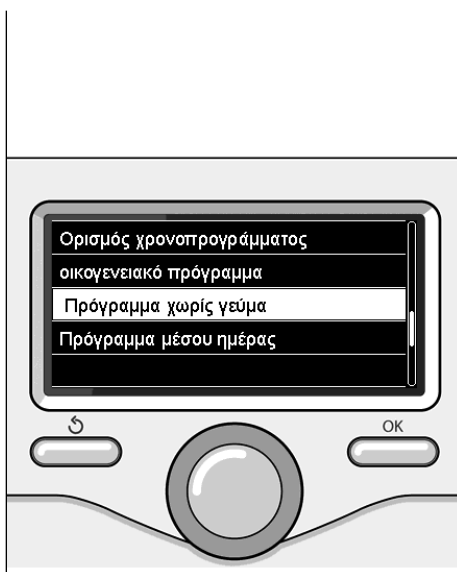 Ορισμός χρονοπρογράμματος
οικογενειακό πρόγραμμα
Πρόγραμμα χωρίς γεύμα
Πρόγραμμα μέσου ημέρας
OK